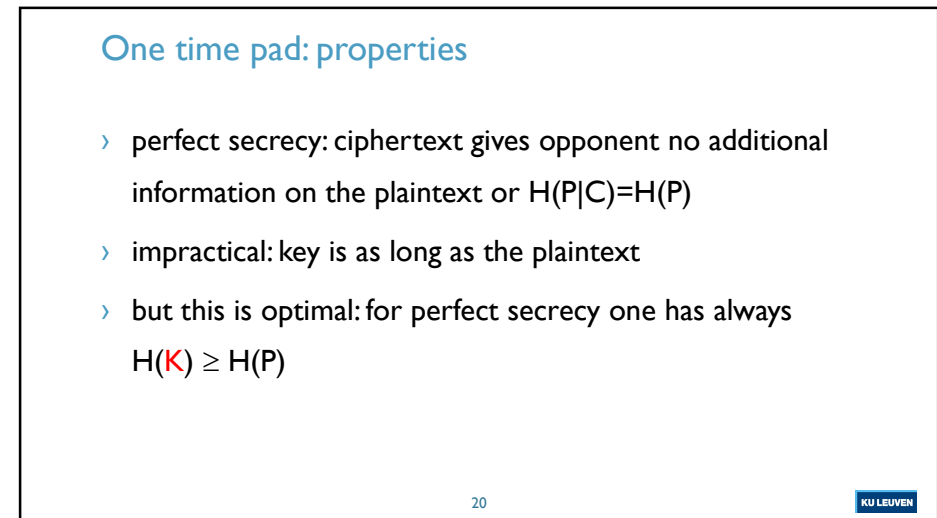 One time pad: properties
› perfect secrecy: ciphertext gives opponent no additional
information on the plaintext or H(P|C)=H(P)
› impractical: key is as long as the plaintext
› but this is optimal: for perfect secrecy one has always
H(K) ≥ H(P)
20
KU LEUVEN